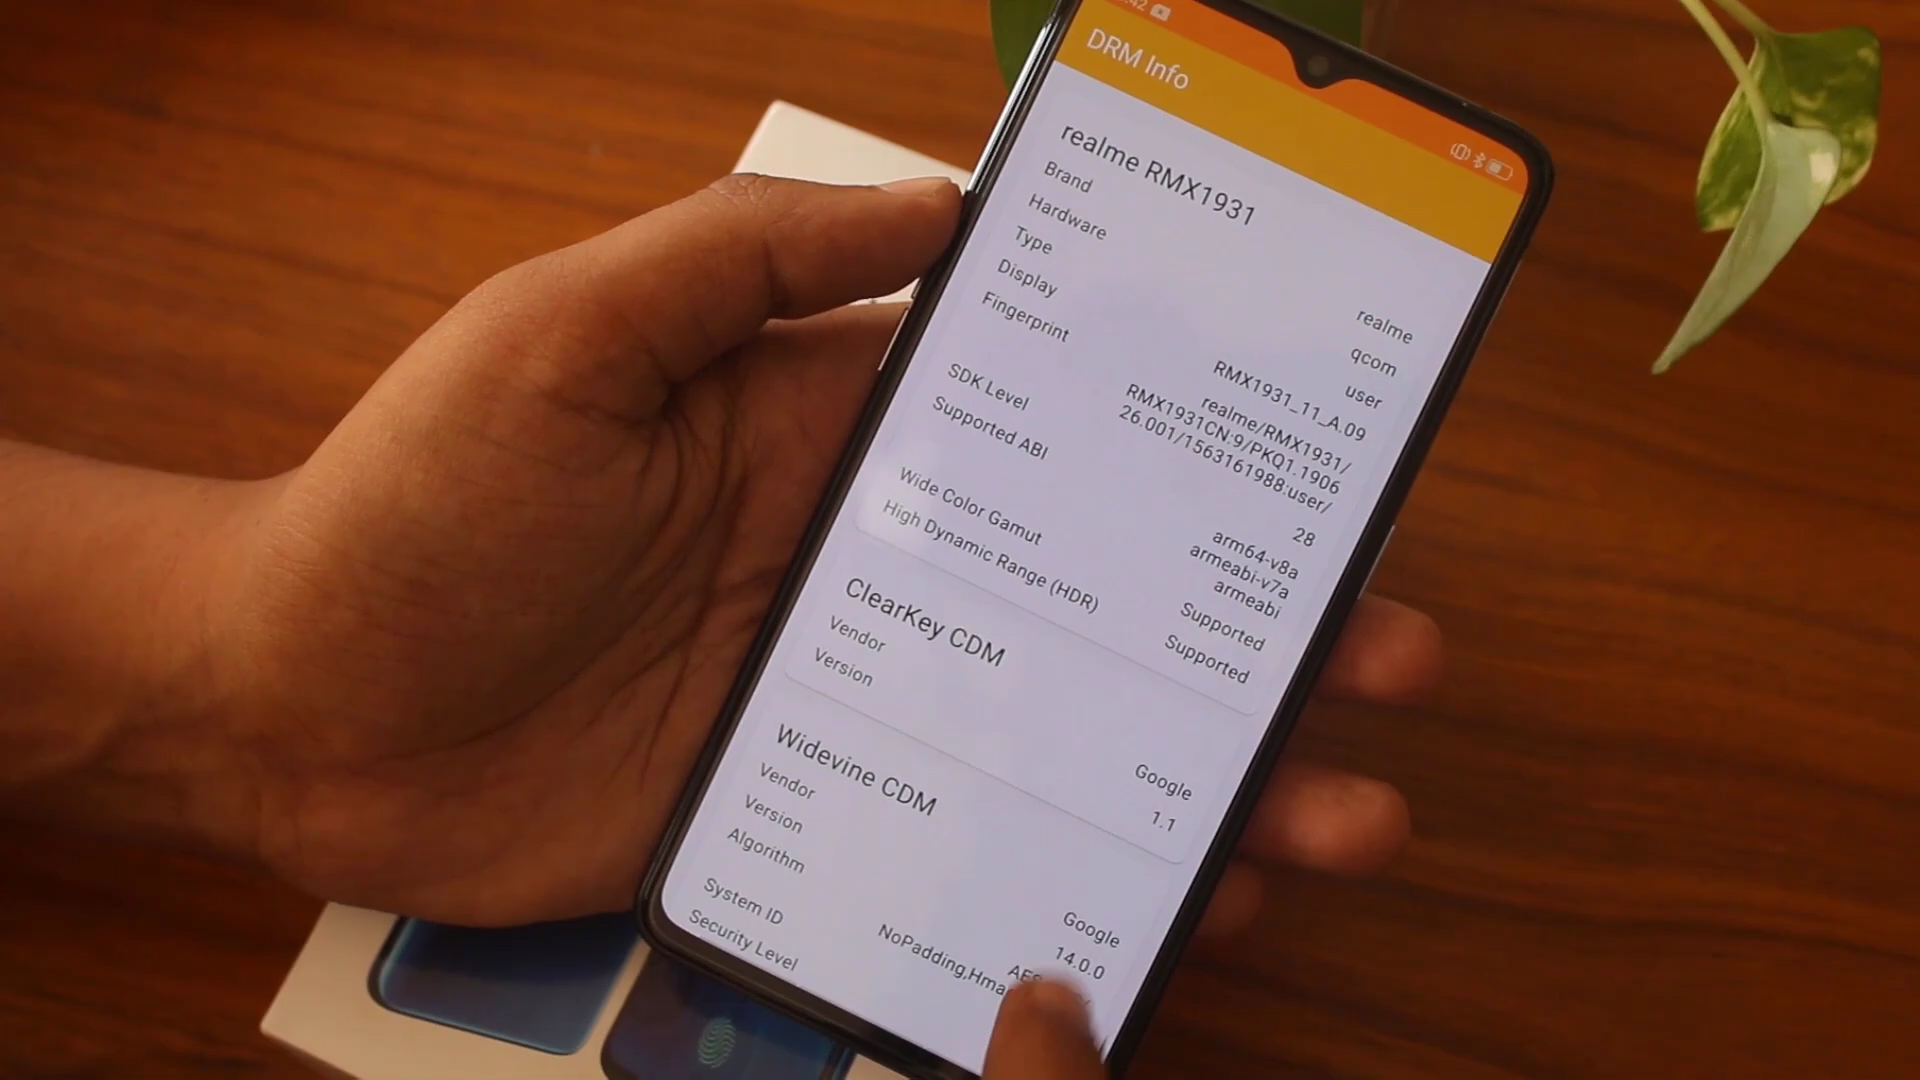 DRM Info
realme RMX1931
Brand
realme
Hardware
qcom
Type
user
Display
RMX1931_11_A.09
Fingerprint
realme/RMX1931/
RMX1931CN:9/PKQ1.1906
26.001/1563161988:user/
SDK Level
28
Supported ABI
arm64-v8a
armeabi-v7a
armeabi
Wide Color Gamut
Supported
High Dynamic Range (HDR)
Supported
ClearKey CDM
Vendor
Google
Version
1.1
Widevine CDM
Vendor
Google
Version
14.0.0
Algorithm
NoPadding,
System ID
Security Level